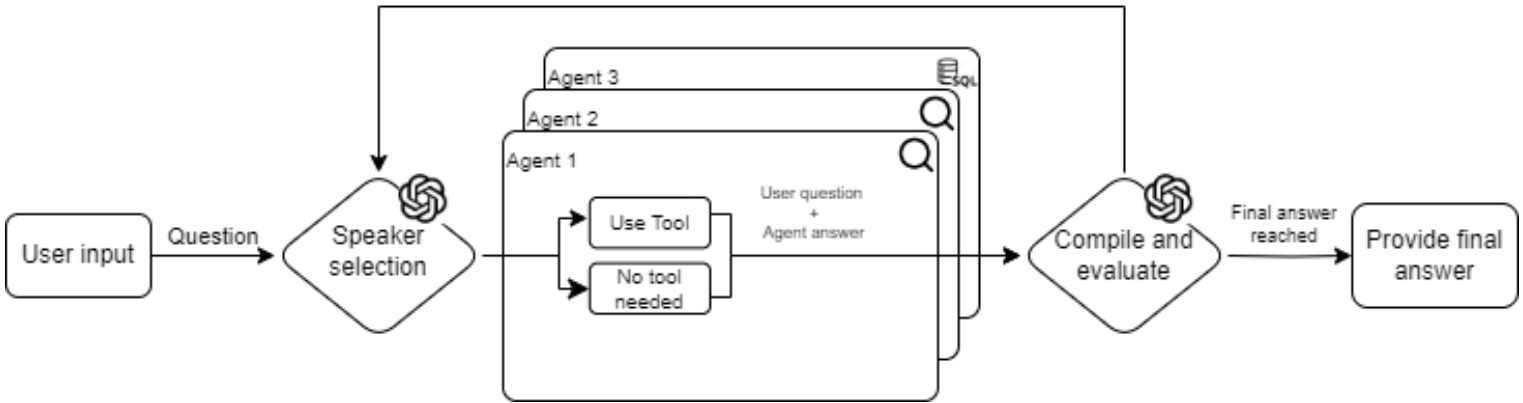 Agent 3
SQL
Agent 2
Agent 1
User question
+
Agent answer
User input
Question
Speaker
selection
Use Tool
No tool
needed
Compile and
evaluate
Final answer
reached
Provide final
answer